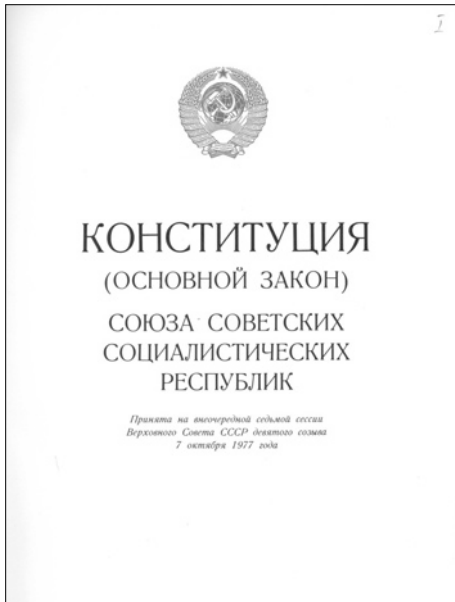 I
КОНСТИТУЦИЯ
(ОСНОВНОЙ ЗАКОН)
СОЮЗА СОВЕТСКИХ
СОЦИАЛИСТИЧЕСКИХ
РЕСПУБЛИК
Принята на внеочередной седьмой сессии
Верховного Совета СССР девятого созыва
7 октября 1977 года